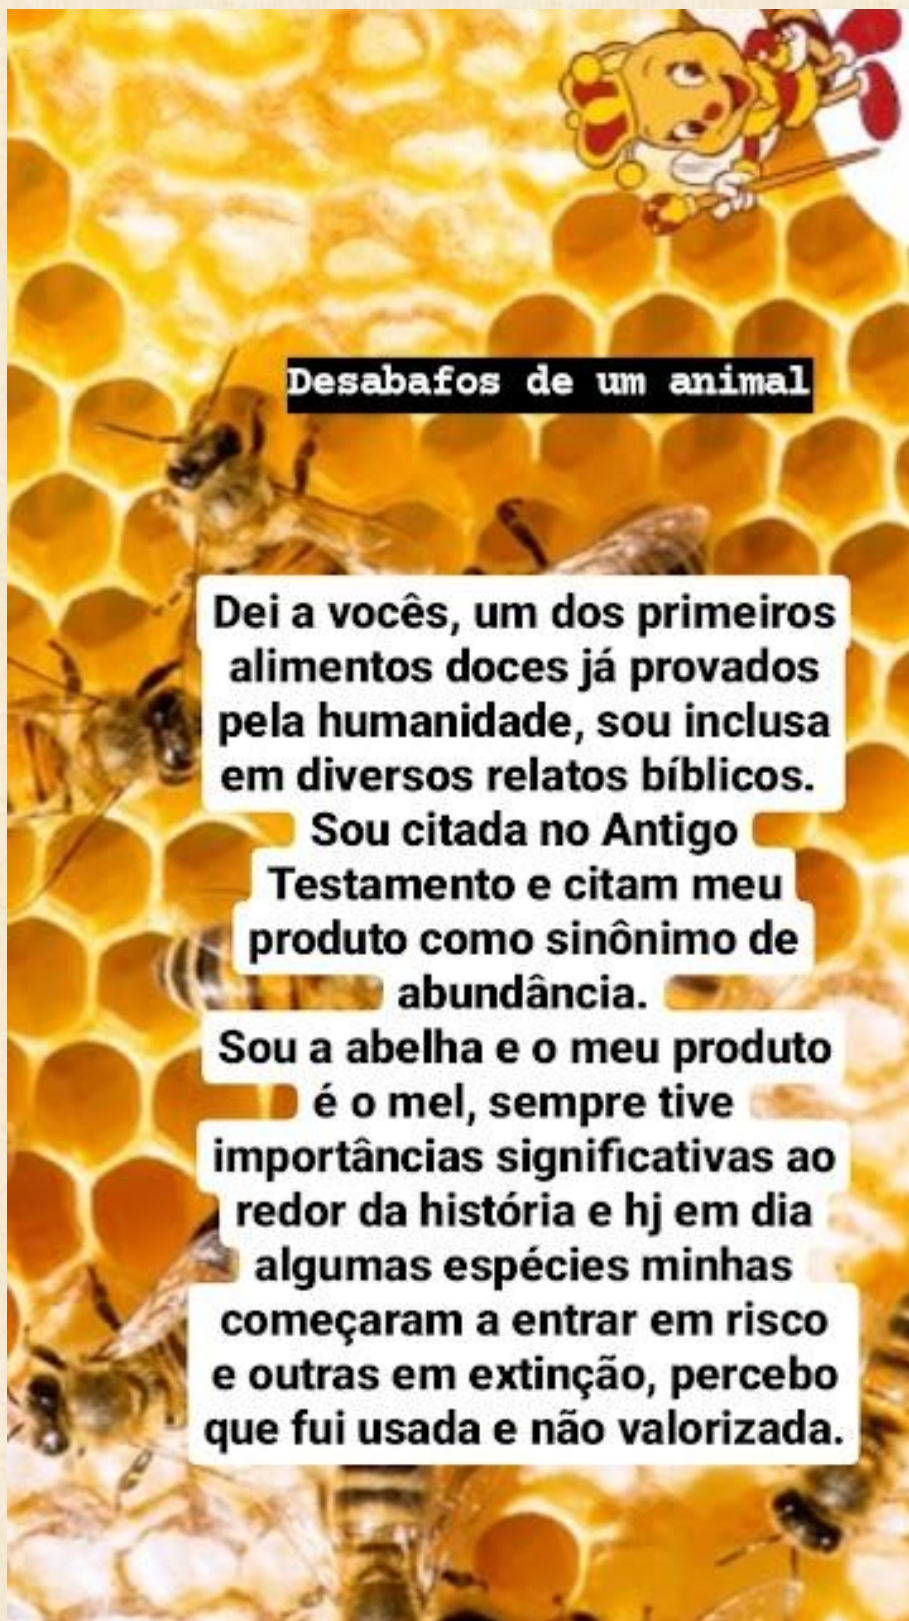 Desabafos de um animal
Dei a vocês, um dos primeiros
alimentos doces já provados
pela humanidade, sou inclusa
em diversos relatos bíblicos.
Sou citada no Antigo
Testamento e citam meu
produto como sinônimo de
abundância.
Sou a abelha e o meu produto
é o mel, sempre tive
importâncias significativas ao
redor da história e hj em dia
algumas espécies minhas
começaram a entrar em risco
e outras em extinção, percebo
que fui usada e não valorizada.